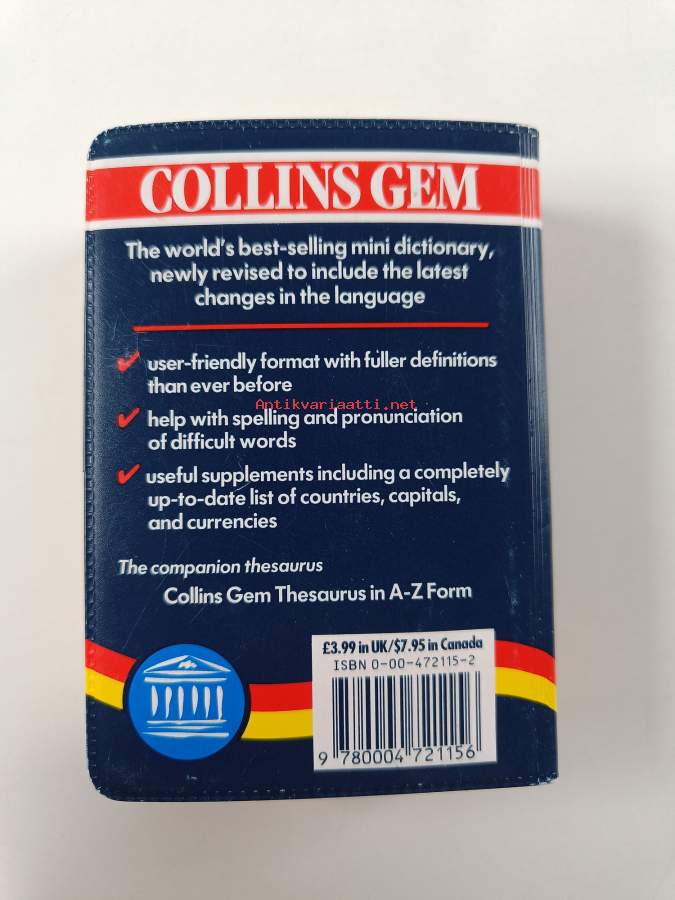 COLLINS GEM
The world's best-selling mini dictionary,
newly revised to include the latest
changes in the language
user-friendly format with fuller definitions
than ever before
Antikvariaatti.net
help with spelling and pronunciation
of difficult words
useful supplements including a completely
up-to-date list of countries, capitals,
and currencies
The companion thesaurus
Collins Gem Thesaurus in A-Z Form
£3.99 in UK/$7.95 in Canada
ISBN 0-00-472115-2
9 780004 721156